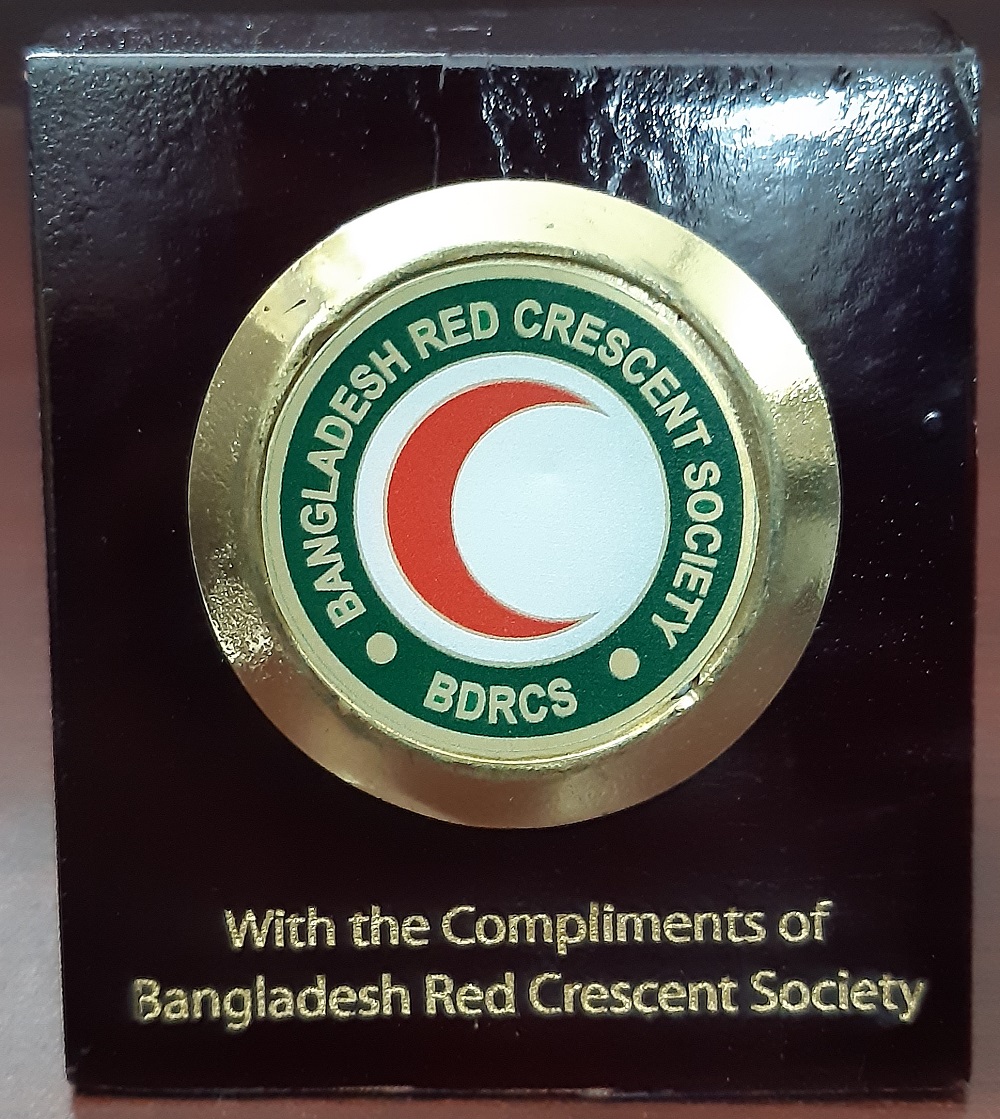 BANGLADESH RED CRESCENT SOCIETY
BDRCS
With the Compliments of
Bangladesh Red Crescent Society